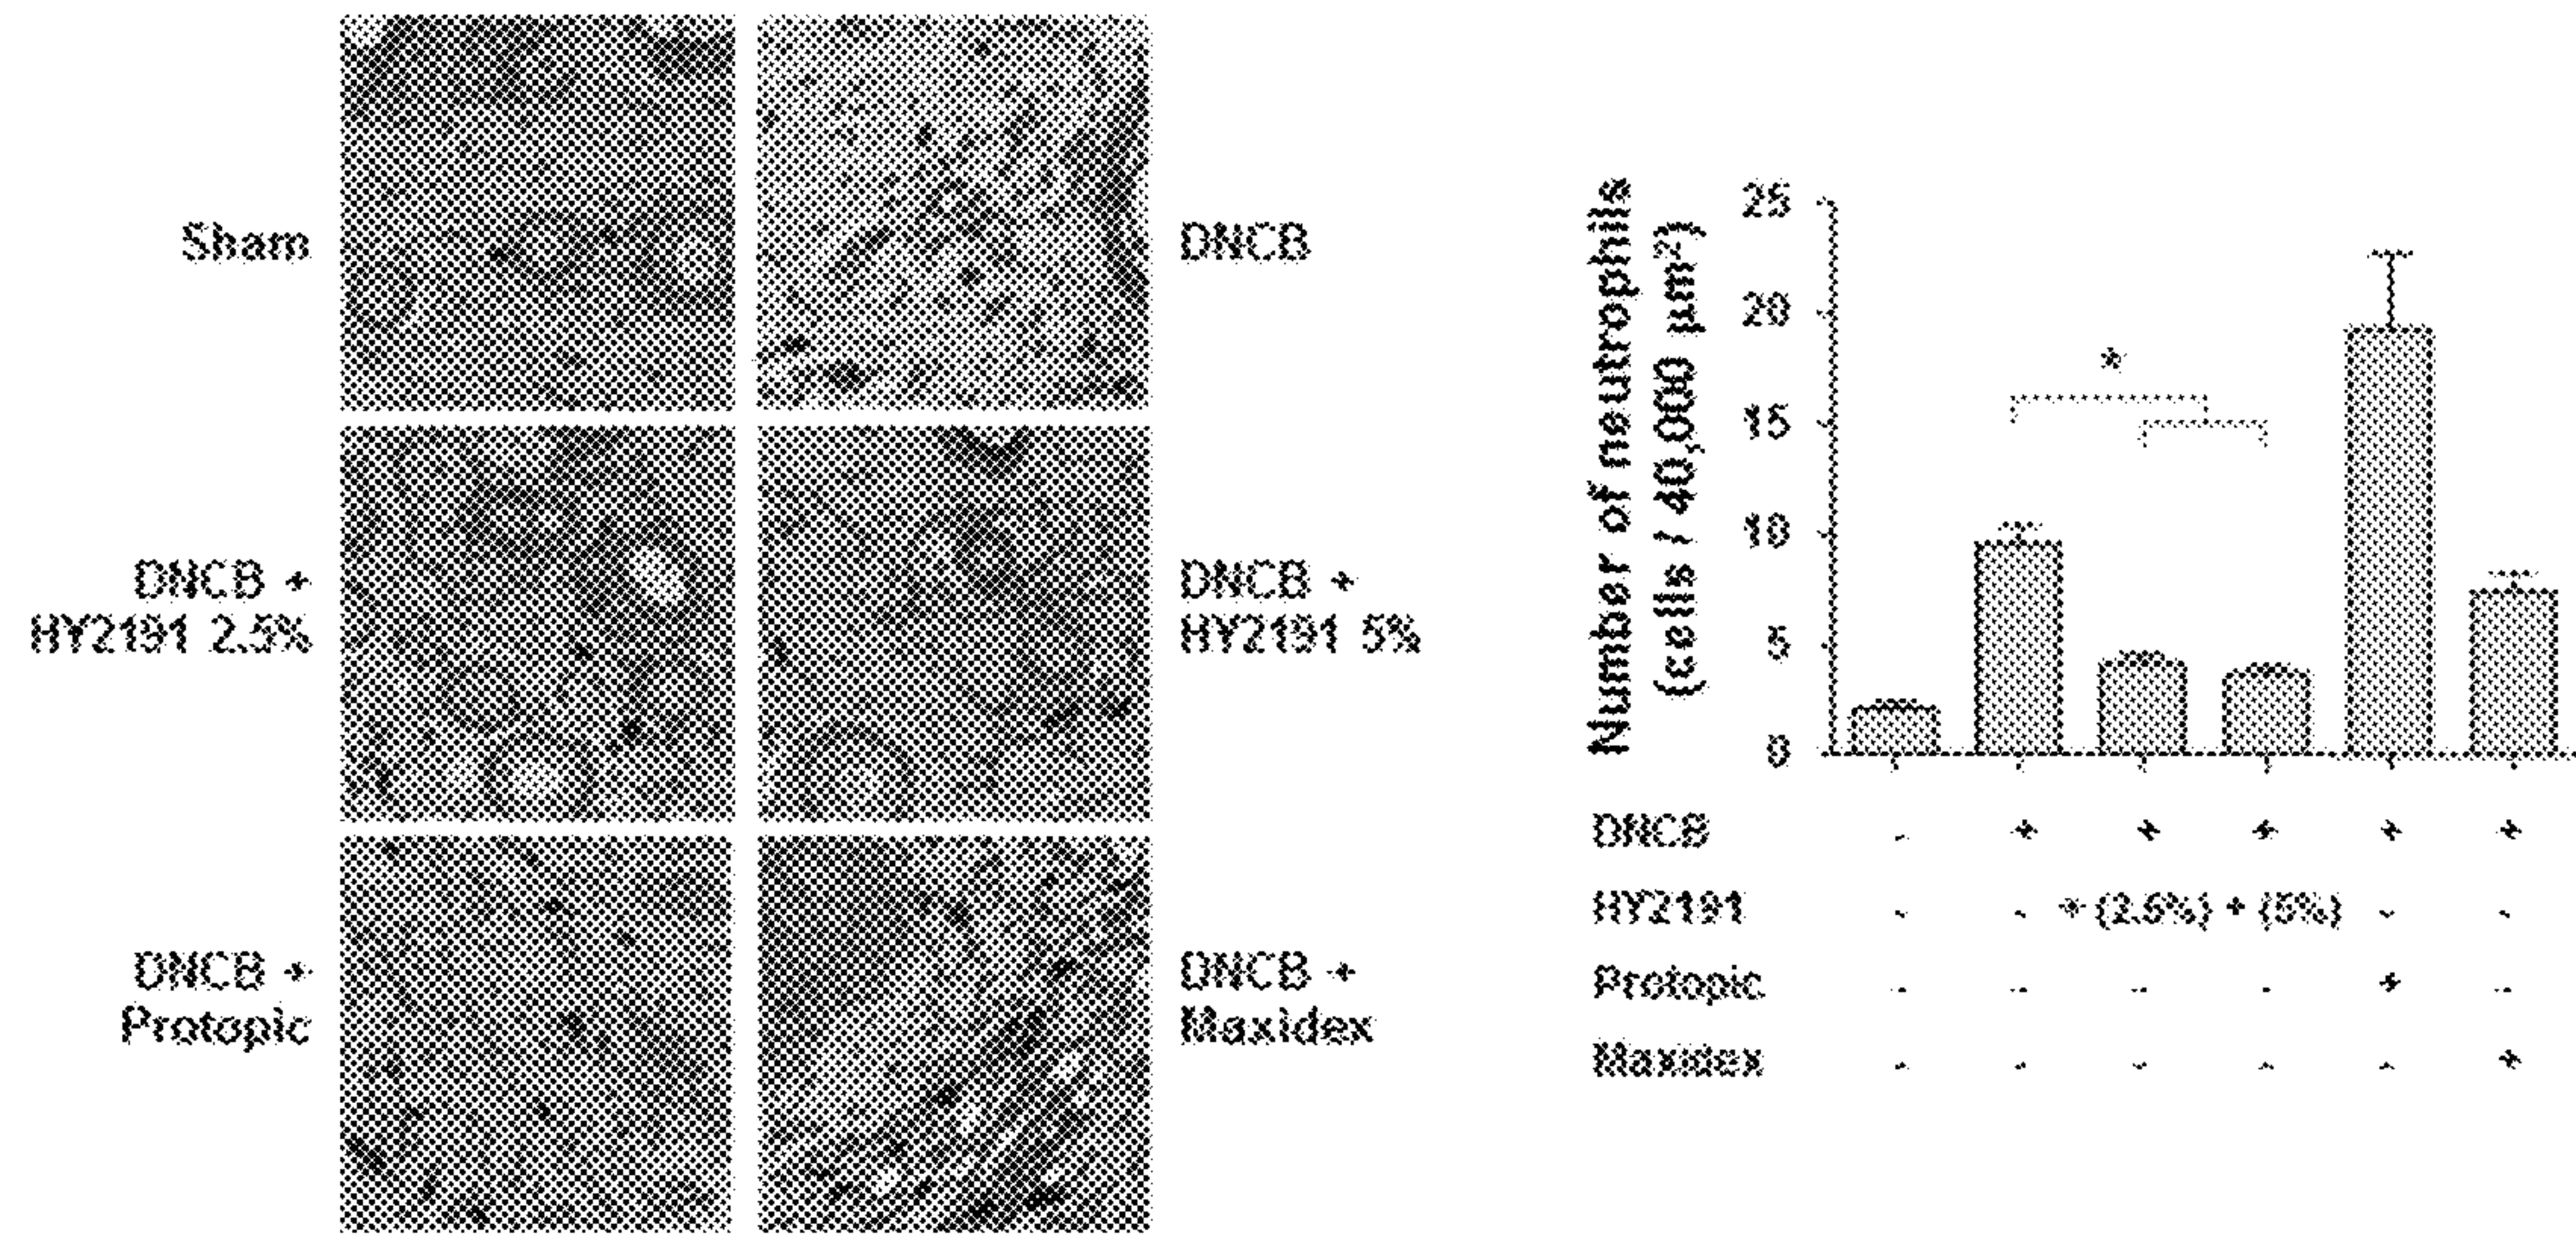 Sham
DNCB
DNCB +
HY2191 2.5%
DNCB +
HY2191 5%
DNCB +
Protopic
DNCB +
Maxidex
Number of neutrophils
(cells / 40,000 µm²)
25
20
15
10
5
0
*
DNCB - + + + + +
HY2191 - - + (2.5%) + (5%) - -
Protopic - - - - + -
Maxidex - - - - - +